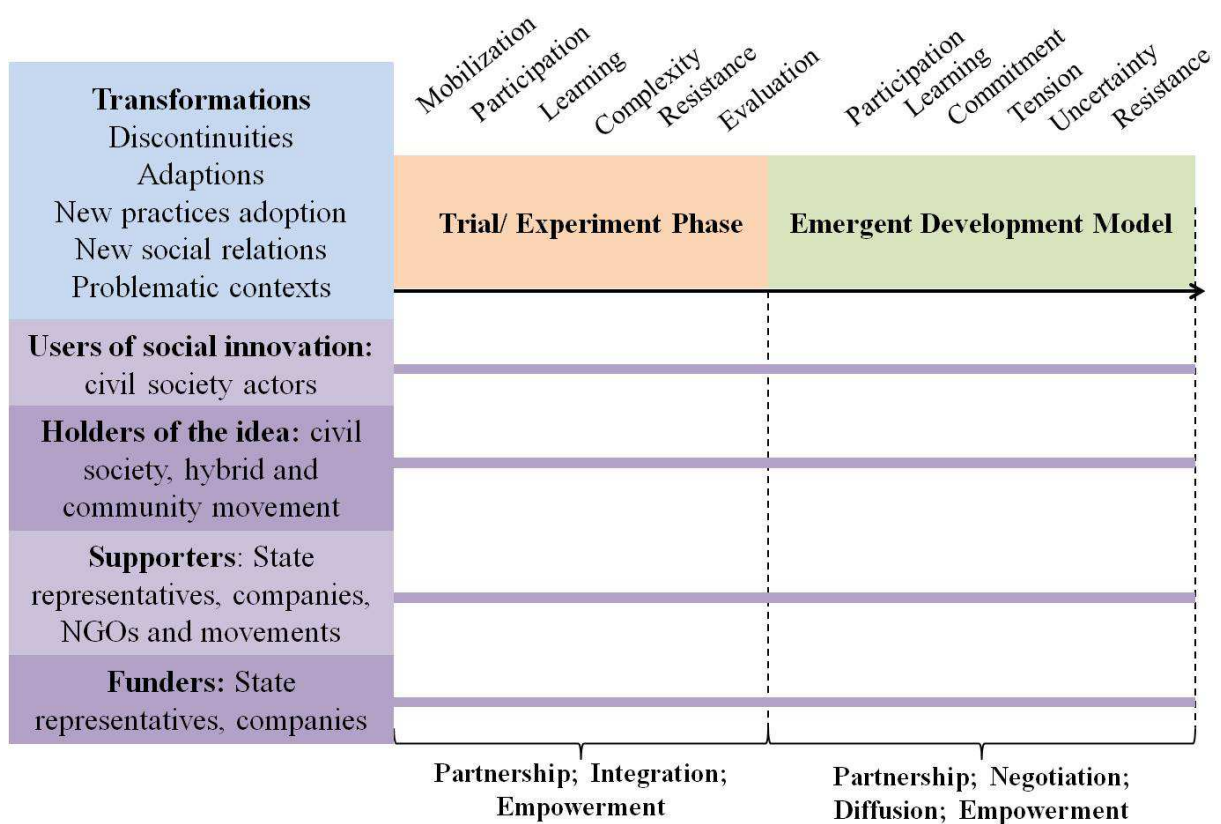 Mobilization
Participation
Learning
Complexity
Resistance
Evaluation
Participation
Learning
Commitment
Tension
Uncertainty
Resistance
Transformations
Discontinuities
Adaptions
New practices adoption
New social relations
Problematic contexts
Trial/ Experiment Phase
Emergent Development Model
Users of social innovation:
civil society actors
Holders of the idea: civil
society, hybrid and
community movement
Supporters: State
representatives, companies,
NGOs and movements
Funders: State
representatives, companies
Partnership; Integration;
Empowerment
Partnership; Negotiation;
Diffusion; Empowerment